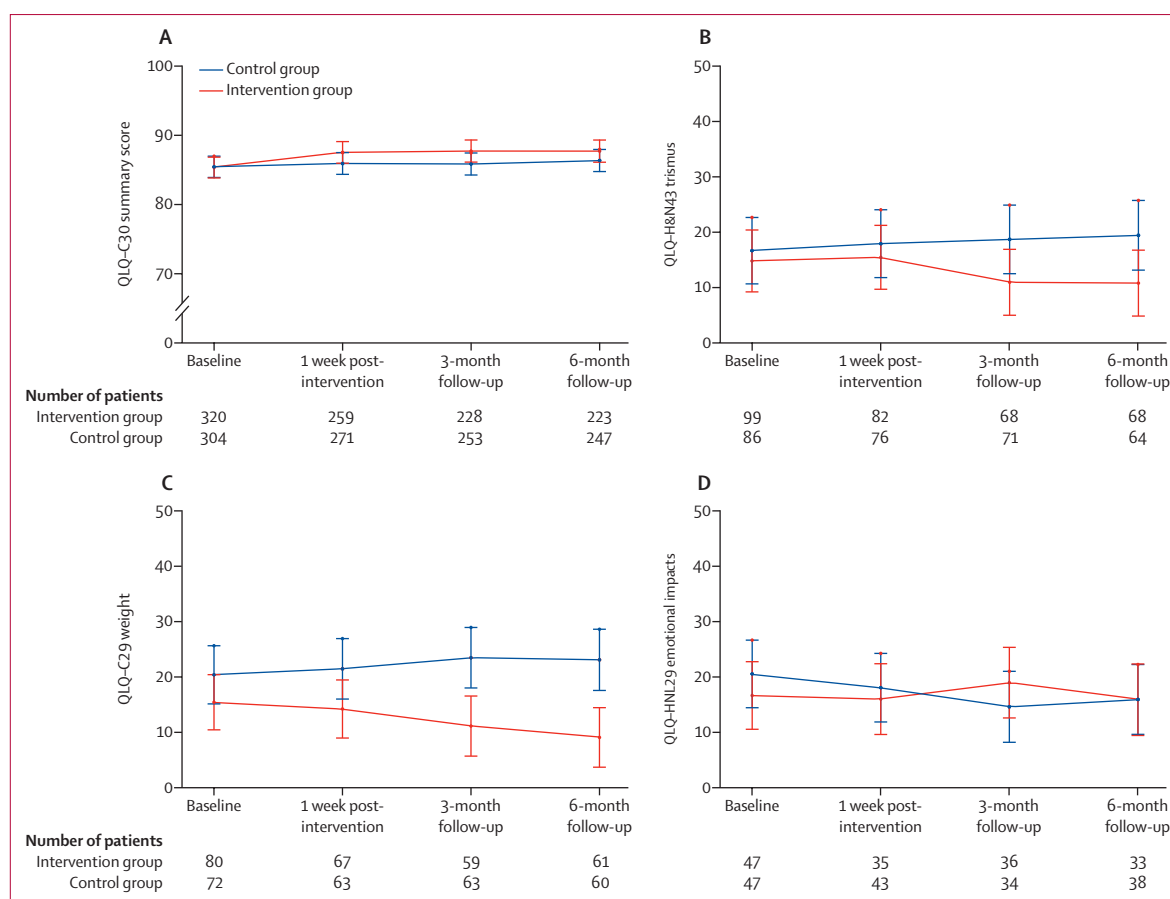 A
QLQ–C30 summary score
100
90
80
70
0
Control group
Intervention group
Baseline
1 week post-
intervention
3-month
follow-up
6-month
follow-up
Number of patients
Intervention group 320 259 228 223
Control group 304 271 253 247
B
QLQ–H&N43 trismus
50
40
30
20
10
0
Baseline
1 week post-
intervention
3-month
follow-up
6-month
follow-up
99 82 68 68
86 76 71 64
C
QLQ–C29 weight
50
40
30
20
10
0
Baseline
1 week post-
intervention
3-month
follow-up
6-month
follow-up
Number of patients
Intervention group 80 67 59 61
Control group 72 63 63 60
D
QLQ–HNL29 emotional impacts
50
40
30
20
10
0
Baseline
1 week post-
intervention
3-month
follow-up
6-month
follow-up
47 35 36 33
47 43 34 38